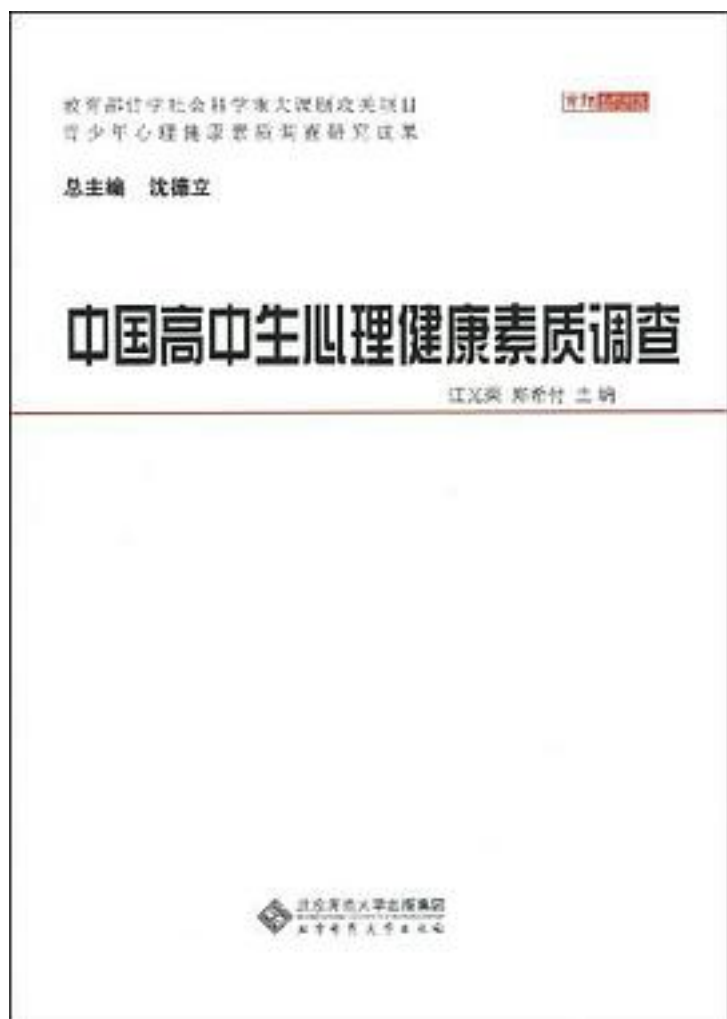 教育部哲学社会科学重大课题攻关项目
青少年心理健康素质调查研究成果
总主编 沈德立
中国高中生心理健康素质调查
江光荣 郑希付 主编
北京师范大学出版集团
北京师范大学出版社